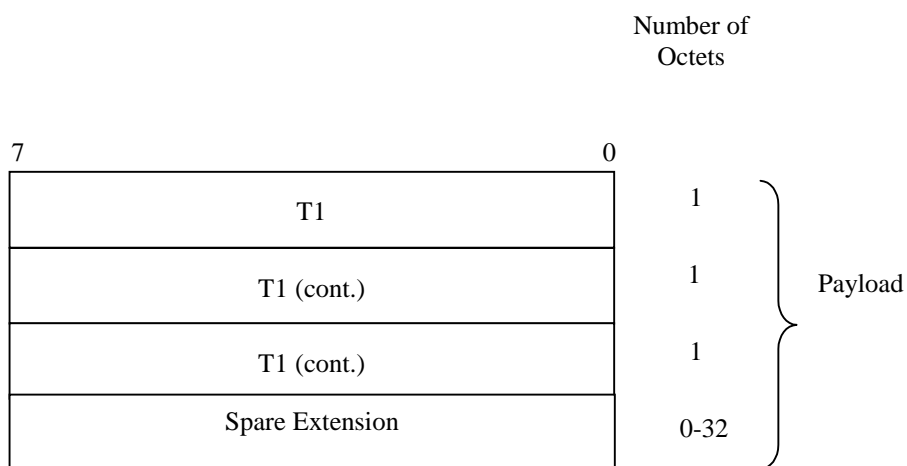 Number of
Octets
7 0
T1 1
T1 (cont.) 1
Payload
T1 (cont.) 1
Spare Extension 0-32